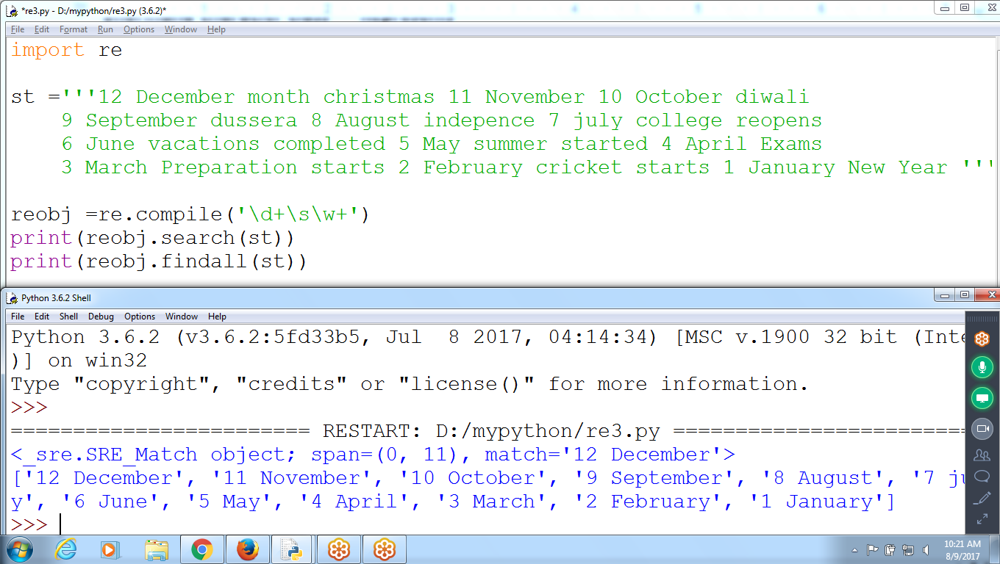 *re3.py - D:/mypython/re3.py (3.6.2)*
File Edit Format Run Options Window Help
import re
st ='''12 December month christmas 11 November 10 October diwali
9 September dussera 8 August indepence 7 july college reopens
6 June vacations completed 5 May summer started 4 April Exams
3 March Preparation starts 2 February cricket starts 1 January New Year '''
reobj =re.compile('\d+\s\w+')
print(reobj.search(st))
print(reobj.findall(st))
Python 3.6.2 Shell
File Edit Shell Debug Options Window Help
Python 3.6.2 (v3.6.2:5fd33b5, Jul  8 2017, 04:14:34) [MSC v.1900 32 bit (Inte
)] on win32
Type "copyright", "credits" or "license()" for more information.
>>>
======================== RESTART: D:/mypython/re3.py ========================
<_sre.SRE_Match object; span=(0, 11), match='12 December'>
['12 December', '11 November', '10 October', '9 September', '8 August', '7 ju
y', '6 June', '5 May', '4 April', '3 March', '2 February', '1 January']
>>>
10:21 AM
8/9/2017